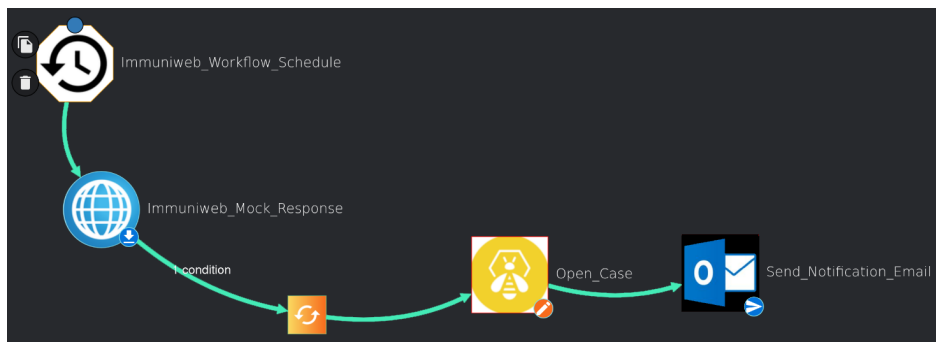 Immuniweb_Workflow_Schedule
Immuniweb_Mock_Response
1 condition
Open_Case
Send_Notification_Email